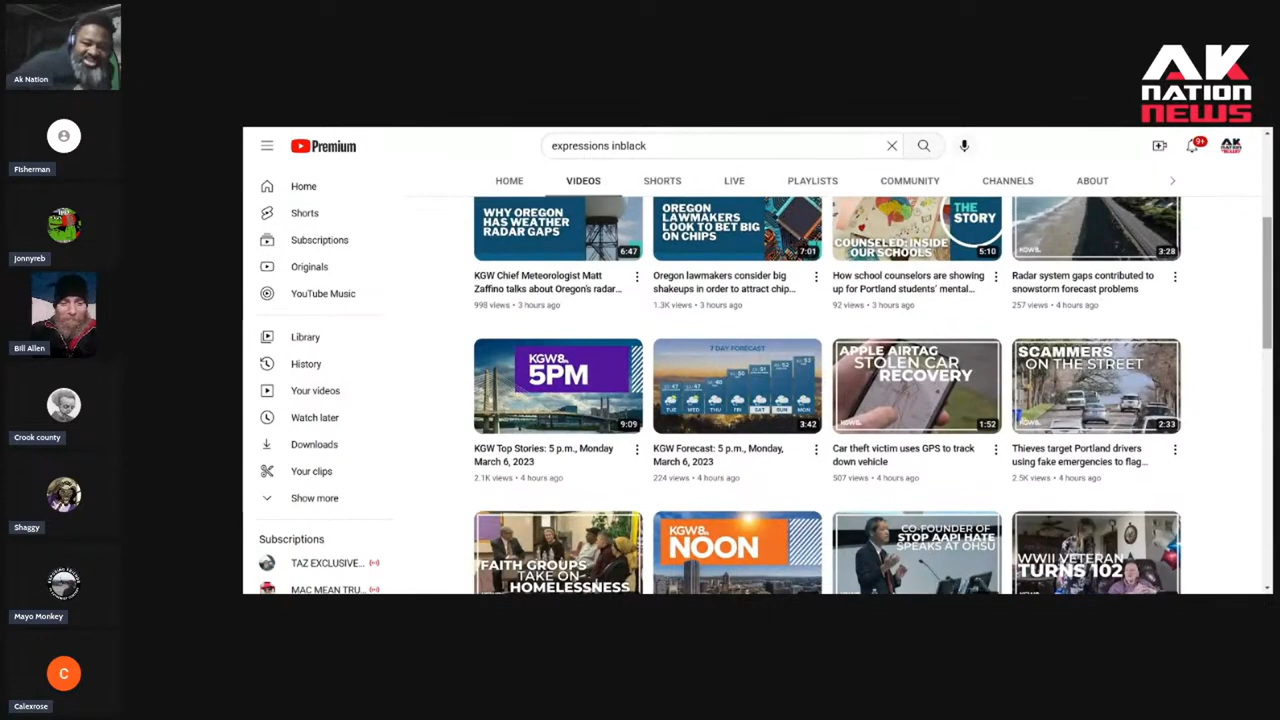 Ak Nation
FIsherman
Jonnyreb
Bill Allen
Crook county
Shaggy
Mayo Monkey
C
Calexrose
AK
NATION
NEWS
Premium
expressions inblack
9+
Home
Shorts
Subscriptions
Originals
YouTube Music
Library
History
Your videos
Watch later
Downloads
Your clips
Show more
Subscriptions
TAZ EXCLUSIVE...
MAC MEAN TRU...
HOME VIDEOS SHORTS LIVE PLAYLISTS COMMUNITY CHANNELS ABOUT
WHY OREGON
HAS WEATHER
RADAR GAPS
6:47
KGW Chief Meteorologist Matt
Zaffino talks about Oregon's radar...
998 views • 3 hours ago
OREGON
LAWMAKERS
LOOK TO BET BIG
ON CHIPS
7:01
Oregon lawmakers consider big
shakeups in order to attract chip...
1.3K views • 3 hours ago
THE
STORY
COUNSELED: INSIDE
OUR SCHOOLS
5:10
How school counselors are showing
up for Portland students' mental...
92 views • 3 hours ago
KGW8
3:28
Radar system gaps contributed to
snowstorm forecast problems
257 views • 4 hours ago
KGW8
5PM
9:09
KGW Top Stories: 5 p.m., Monday
March 6, 2023
2.1K views • 4 hours ago
7 DAY FORECAST
TUE WED THU FRI SAT SUN MON
3:42
KGW Forecast: 5 p.m., Monday,
March 6, 2023
224 views • 4 hours ago
APPLE AIRTAG
STOLEN CAR
RECOVERY
KGW8
1:52
Car theft victim uses GPS to track
down vehicle
507 views • 4 hours ago
SCAMMERS
ON THE STREET
KGW8
2:33
Thieves target Portland drivers
using fake emergencies to flag...
2.5K views • 4 hours ago
FAITH GROUPS
TAKE ON
HOMELESSNESS
KGW8
NOON
CO-FOUNDER OF
STOP AAPI HATE
SPEAKS AT OHSU
WWII VETERAN
TURNS 102